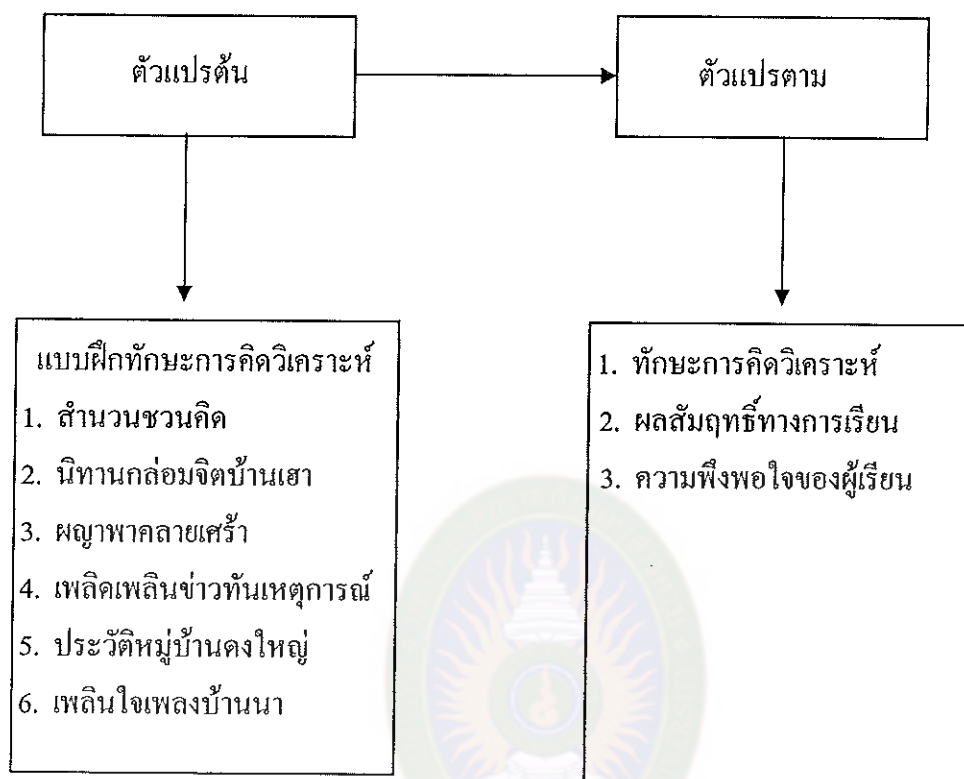 ตัวแปรต้น
ตัวแปรตาม
แบบฝึกทักษะการคิดวิเคราะห์
1. สำนวนชวนคิด
2. นิทานกล่อมจิตบ้านเฮา
3. ผญาพาคลายเศร้า
4. เพลิดเพลินข่าวทันเหตุการณ์
5. ประวัติหมู่บ้านดงใหญ่
6. เพลินใจเพลงบ้านนา
1. ทักษะการคิดวิเคราะห์
2. ผลสัมฤทธิ์ทางการเรียน
3. ความพึงพอใจของผู้เรียน